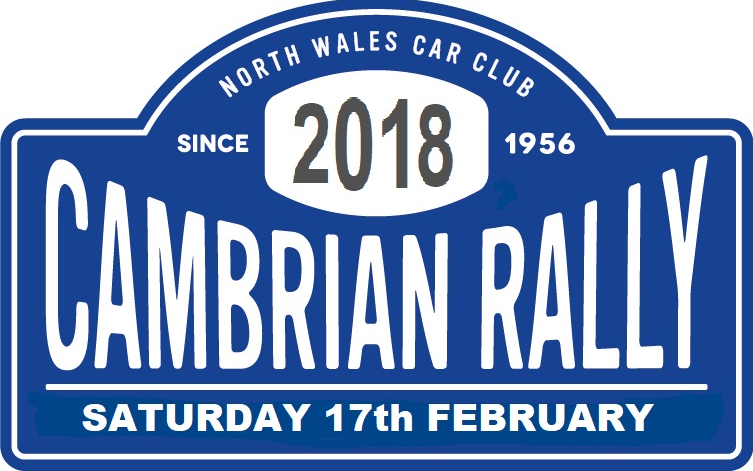 NORTH WALES CAR CLUB
SINCE 2018 1956
CAMBRIAN RALLY
SATURDAY 17th FEBRUARY